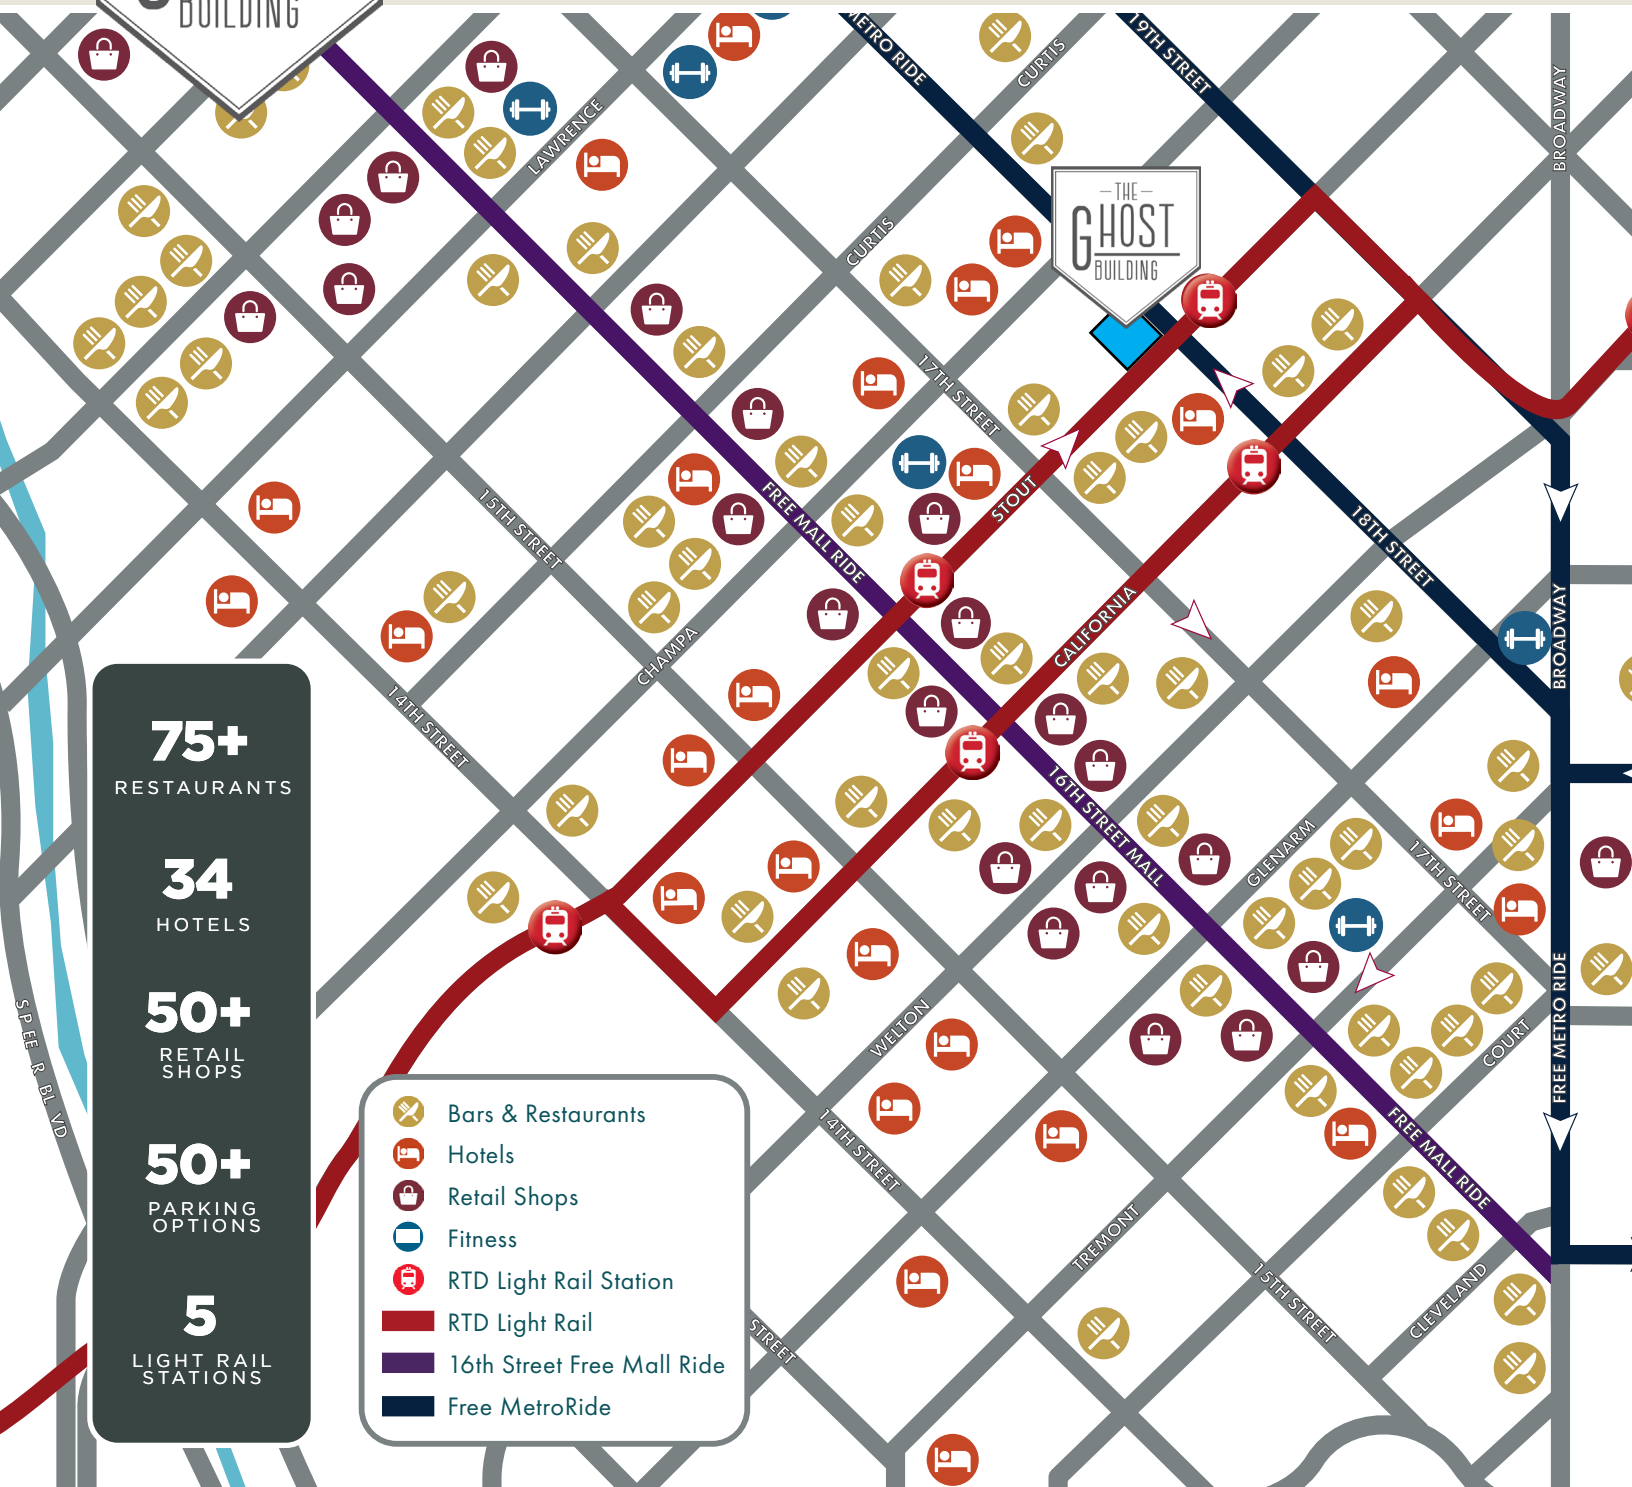 BUILDING
METRO RIDE
19TH STREET
CURTIS
BROADWAY
LAWRENCE
THE
GHOST
BUILDING
CURTIS
17TH STREET
STOUT
15TH STREET
FREE MALL RIDE
18TH STREET
CALIFORNIA
CHAMPA
BROADWAY
14TH STREET
16TH STREET MALL
GLENARM
17TH STREET
WELTON
COURT
FREE METRO RIDE
SPEER BLVD
14TH STREET
FREE MALL RIDE
TREMONT
15TH STREET
CLEVELAND
STREET
75+
RESTAURANTS
34
HOTELS
50+
RETAIL
SHOPS
50+
PARKING
OPTIONS
5
LIGHT RAIL
STATIONS
Bars & Restaurants
Hotels
Retail Shops
Fitness
RTD Light Rail Station
RTD Light Rail
16th Street Free Mall Ride
Free MetroRide